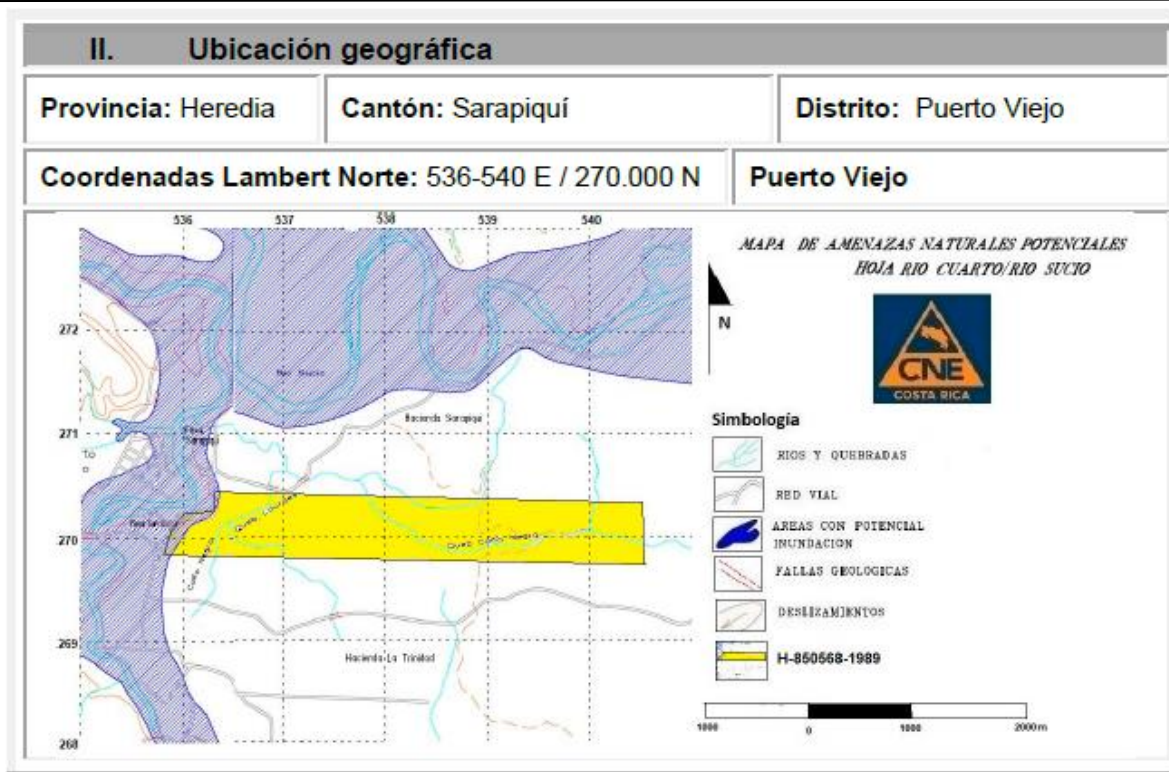 II. Ubicación geográfica
Provincia: Heredia
Cantón: Sarapiquí
Distrito: Puerto Viejo
Coordenadas Lambert Norte: 536-540 E / 270.000 N
Puerto Viejo
536 537 538 539 540
MAPA DE AMENAZAS NATURALES POTENCIALES
HOJA RIO CUARTO/RIO SUCIO
N
CNE
COSTA RICA
272
Rio Sucio
Hacienda Sarapiqui
271
270
269
Hacienda La Trinidad
268
Simbología
RIOS Y QUEBRADAS
RED VIAL
AREAS CON POTENCIAL
INUNDACION
FALLAS GEOLOGICAS
DESLIZAMIENTOS
H-850568-1989
1000 0 1000 2000m